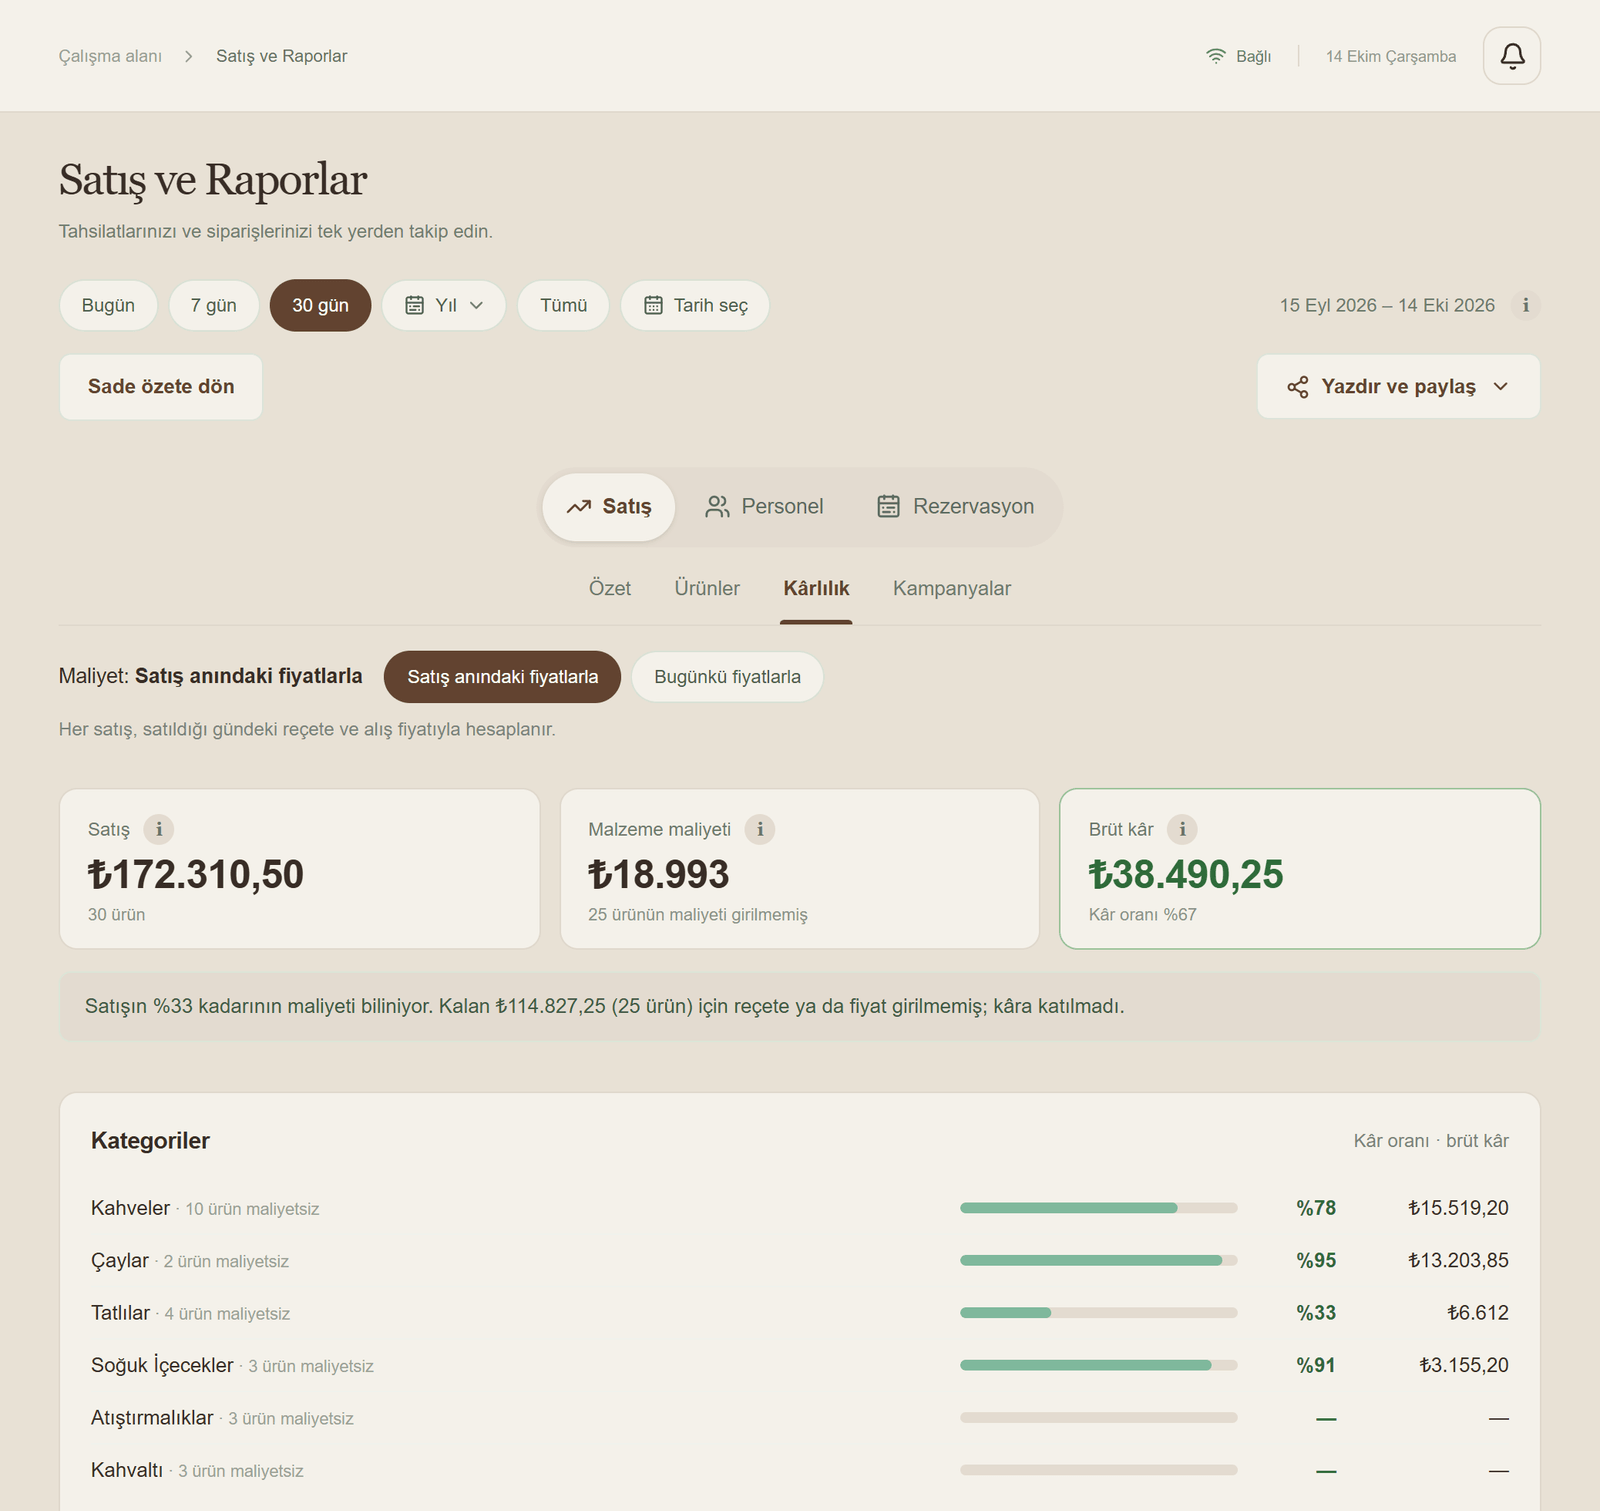 Çalışma alanı > Satış ve Raporlar
Bağlı
14 Ekim Çarşamba
Satış ve Raporlar
Tahsilatlarınızı ve siparişlerinizi tek yerden takip edin.
Bugün
7 gün
30 gün
Yıl
Tümü
Tarih seç
15 Eyl 2026 – 14 Eki 2026
i
Sade özete dön
Yazdır ve paylaş
Satış
Personel
Rezervasyon
Özet
Ürünler
Kârlılık
Kampanyalar
Maliyet: Satış anındaki fiyatlarla
Satış anındaki fiyatlarla
Bugünkü fiyatlarla
Her satış, satıldığı gündeki reçete ve alış fiyatıyla hesaplanır.
Satış i
₺172.310,50
30 ürün
Malzeme maliyeti i
₺18.993
25 ürünün maliyeti girilmemiş
Brüt kâr i
₺38.490,25
Kâr oranı %67
Satışın %33 kadarının maliyeti biliniyor. Kalan ₺114.827,25 (25 ürün) için reçete ya da fiyat girilmemiş; kâra katılmadı.
Kategoriler
Kâr oranı · brüt kâr
Kahveler · 10 ürün maliyetsiz %78 ₺15.519,20
Çaylar · 2 ürün maliyetsiz %95 ₺13.203,85
Tatlılar · 4 ürün maliyetsiz %33 ₺6.612
Soğuk İçecekler · 3 ürün maliyetsiz %91 ₺3.155,20
Atıştırmalıklar · 3 ürün maliyetsiz — —
Kahvaltı · 3 ürün maliyetsiz — —